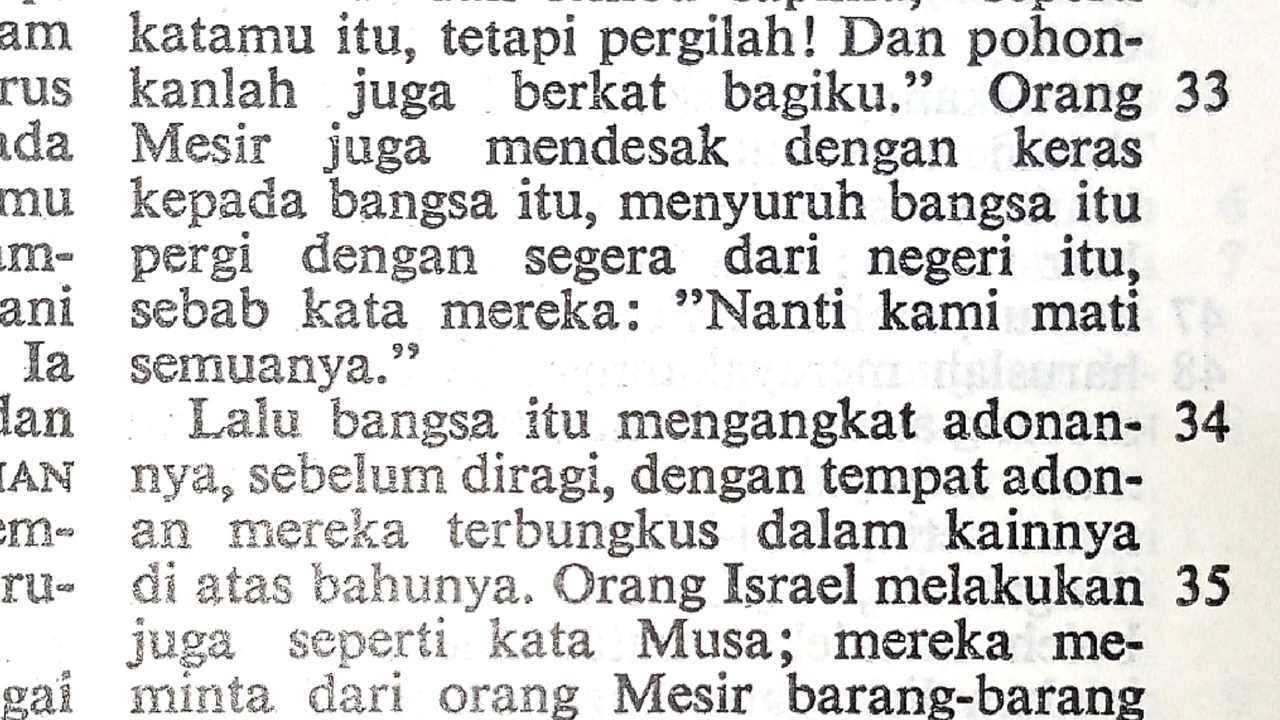 katamu itu, tetapi pergilah! Dan pohon-
kanlah juga berkat bagiku.” Orang 33
Mesir juga mendesak dengan keras
kepada bangsa itu, menyuruh bangsa itu
pergi dengan segera dari negeri itu,
sebab kata mereka: ”Nanti kami mati
semuanya.”
Lalu bangsa itu mengangkat adonan- 34
nya, sebelum diragi, dengan tempat adon-
an mereka terbungkus dalam kainnya
di atas bahunya. Orang Israel melakukan 35
juga seperti kata Musa; mereka me-
minta dari orang Mesir barang-barang